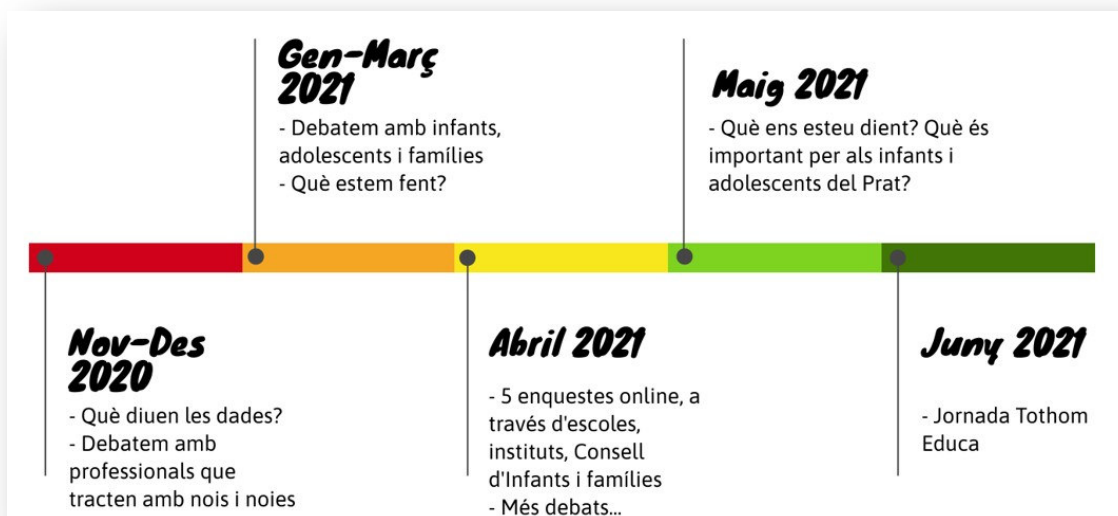 Gen-Març
2021
- Debatem amb infants,
adolescents i famílies
- Què estem fent?
Maig 2021
- Què ens esteu dient? Què és
important per als infants i
adolescents del Prat?
Nov-Des
2020
- Què diuen les dades?
- Debatem amb
professionals que
tracten amb nois i noies
Abril 2021
- 5 enquestes online, a
través d'escoles,
instituts, Consell
d'Infants i famílies
- Més debats...
Juny 2021
- Jornada Tothom
Educa